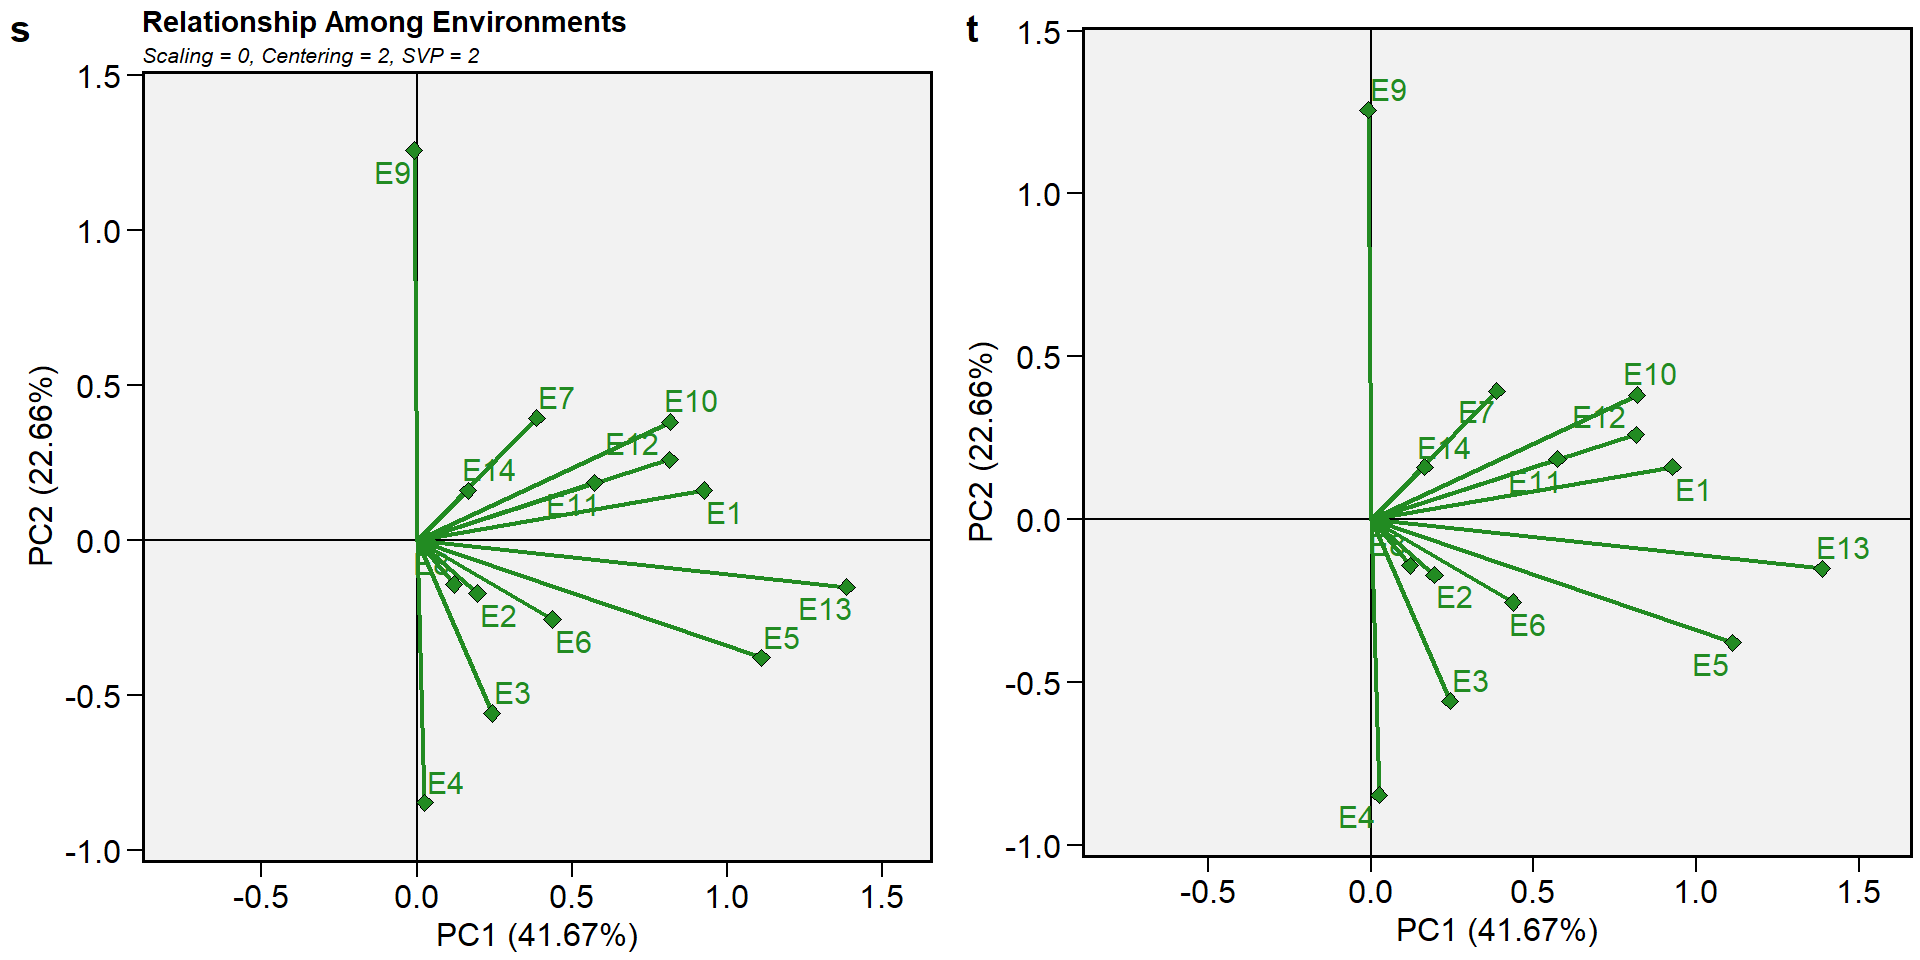 s
Relationship Among Environments
Scaling = 0, Centering = 2, SVP = 2
PC2 (22.66%)
1.5
1.0
0.5
0.0
-0.5
-1.0
E9
E7
E10
E12
E14
E11
E1
E8
E2
E6
E13
E5
E3
E4
-0.5
0.0
0.5
1.0
1.5
PC1 (41.67%)
t
PC2 (22.66%)
1.5
1.0
0.5
0.0
-0.5
-1.0
E9
E10
E7
E12
E14
E11
E1
E8
E13
E2
E6
E5
E3
E4
-0.5
0.0
0.5
1.0
1.5
PC1 (41.67%)